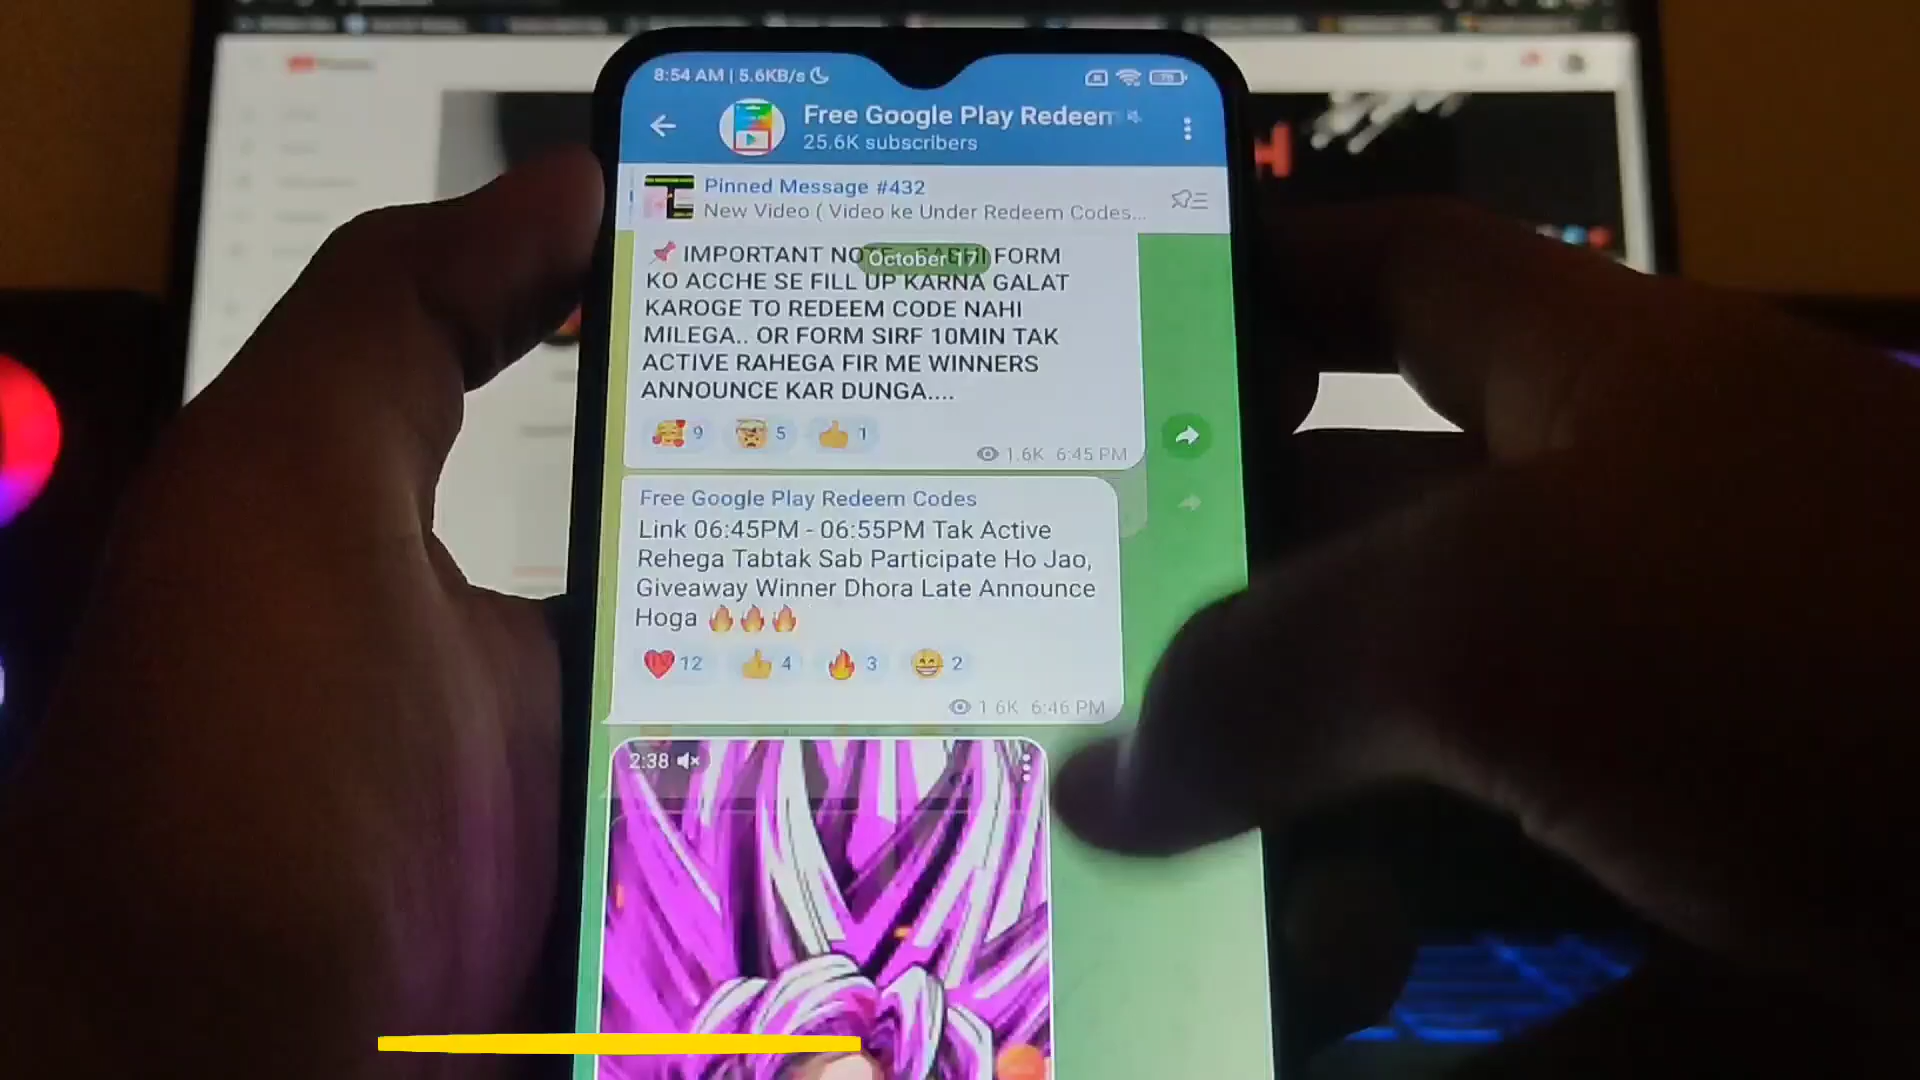 8:54 AM | 5.6KB/s
Free Google Play Redeem
25.6K subscribers
Pinned Message #432
New Video ( Video ke Under Redeem Codes...
October 17
IMPORTANT FORM
KO ACCHE SE FILL UP KARNA GALAT
KAROGE TO REDEEM CODE NAHI
MILEGA.. OR FORM SIRF 10MIN TAK
ACTIVE RAHEGA FIR ME WINNERS
ANNOUNCE KAR DUNGA....
9 5 1
1.6K 6:45 PM
Free Google Play Redeem Codes
Link 06:45PM - 06:55PM Tak Active
Rehega Tabtak Sab Participate Ho Jao,
Giveaway Winner Dhora Late Announce
Hoga
12 4 3 2
1.6K 6:46 PM
2:38